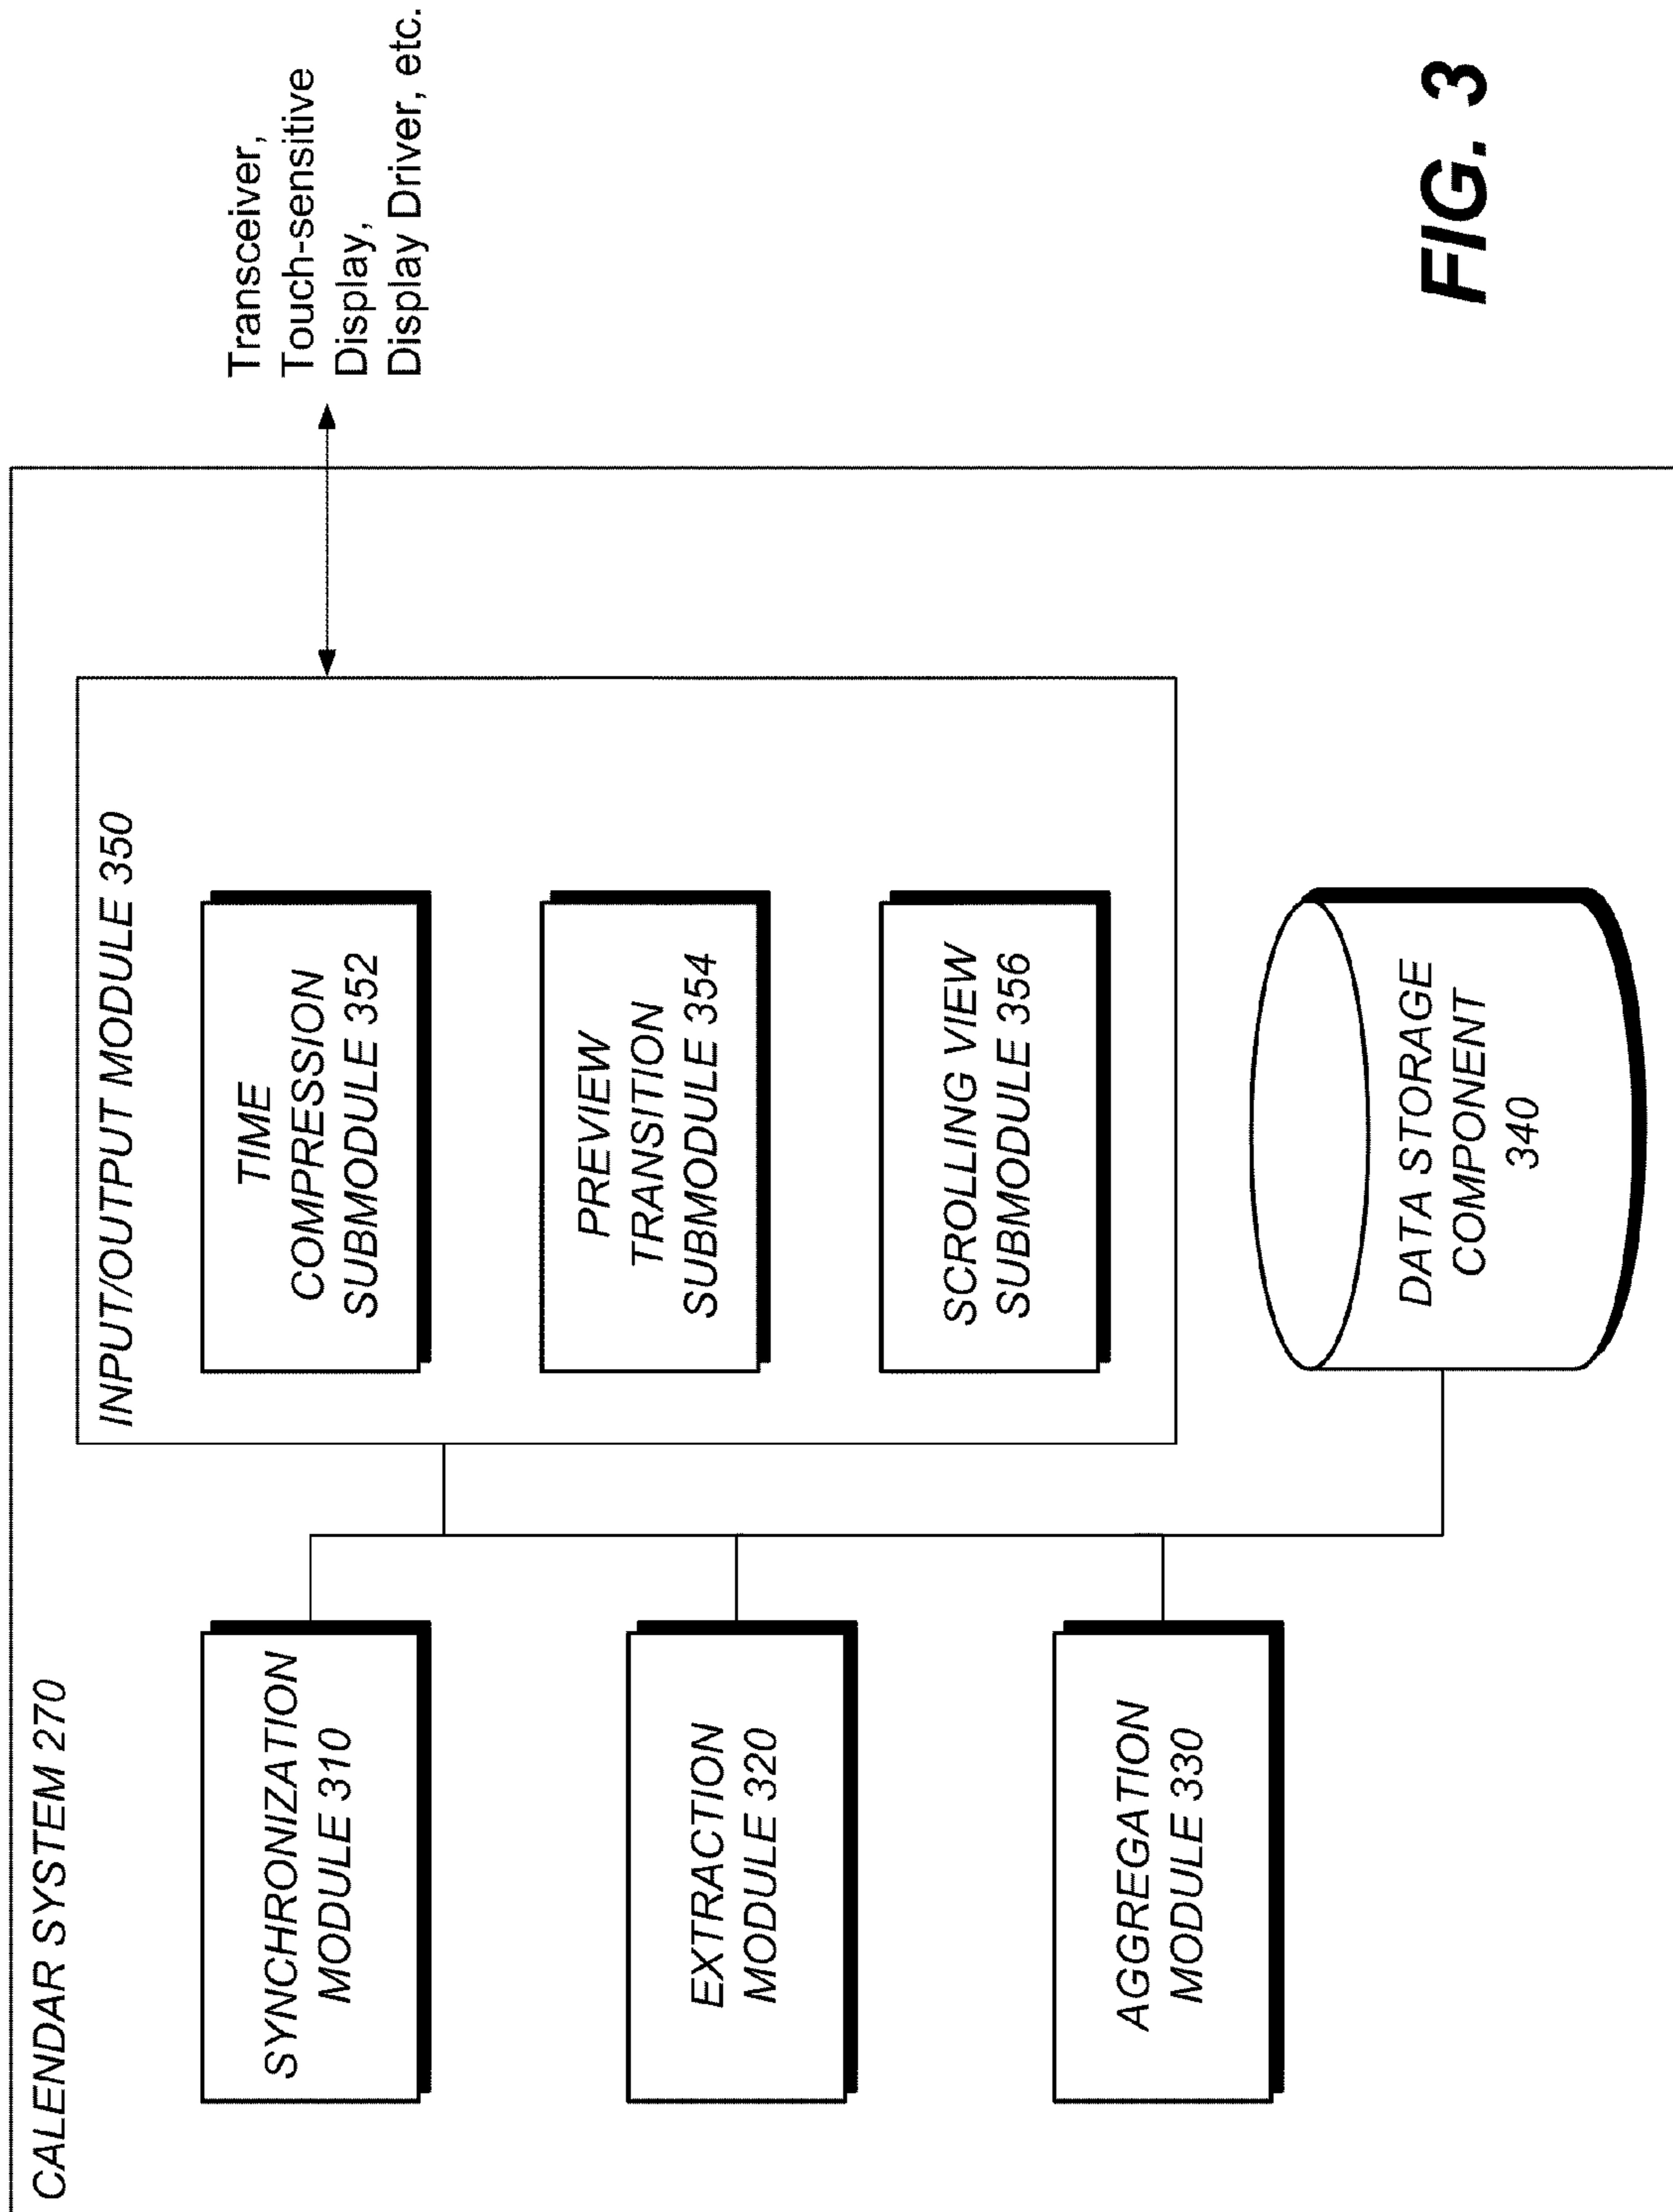 CALENDAR SYSTEM 270
SYNCHRONIZATION
MODULE 310
EXTRACTION
MODULE 320
AGGREGATION
MODULE 330
INPUT/OUTPUT MODULE 350
TIME
COMPRESSION
SUBMODULE 352
PREVIEW
TRANSITION
SUBMODULE 354
SCROLLING VIEW
SUBMODULE 356
DATA STORAGE
COMPONENT
340
Transceiver,
Touch-sensitive
Display,
Display Driver, etc.
FIG. 3